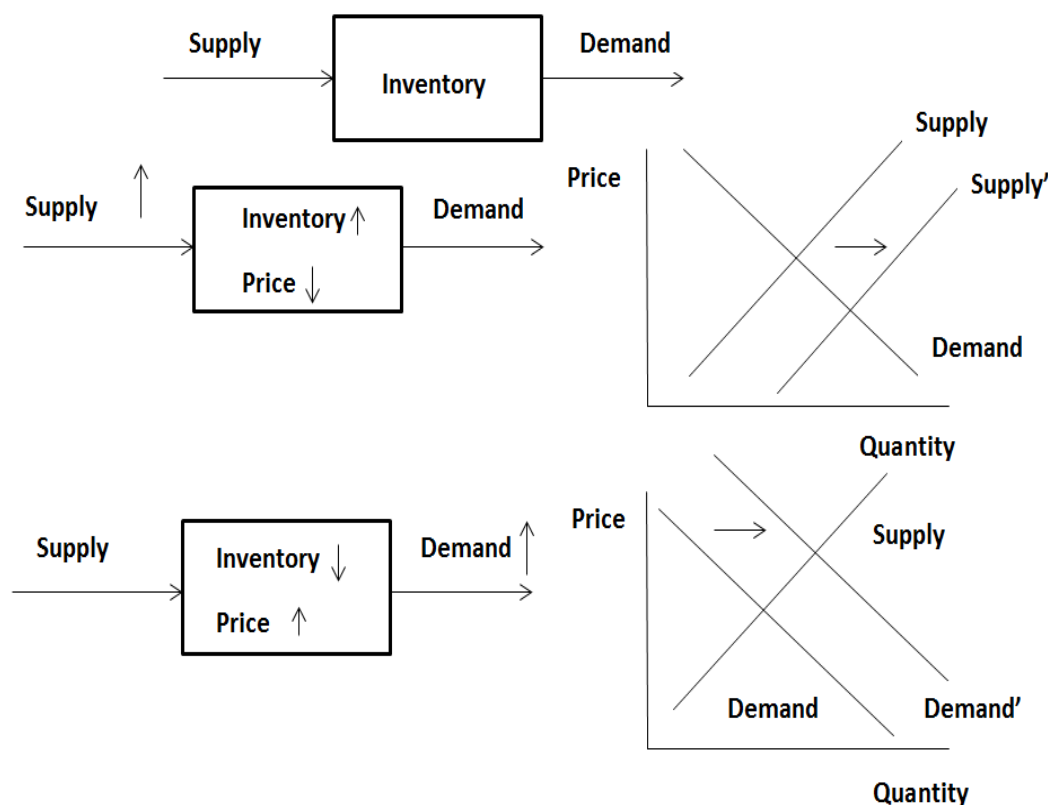 Supply
Demand
Inventory
Supply
Inventory
Price
Demand
Price
Supply
Supply’
Demand
Quantity
Supply
Inventory
Price
Demand
Price
Supply
Demand
Demand’
Quantity